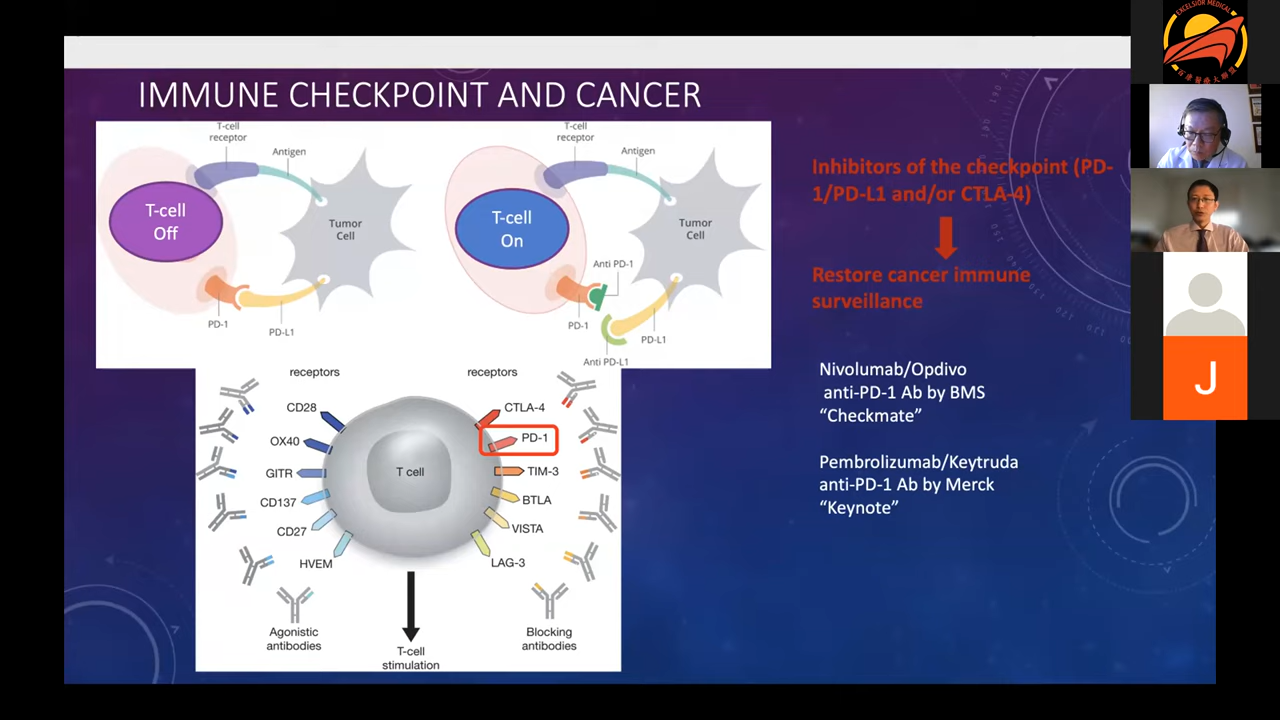 IMMUNE CHECKPOINT AND CANCER
T-cell
receptor
Antigen
T-cell
Off
Tumor
Cell
PD-1
PD-L1
T-cell
receptor
Antigen
T-cell
On
Tumor
Cell
Anti PD-1
PD-1
PD-L1
Anti PD-L1
receptors
receptors
CD28
OX40
GITR
CD137
CD27
HVEM
T cell
CTLA-4
PD-1
TIM-3
BTLA
VISTA
LAG-3
Agonistic
antibodies
T-cell
stimulation
Blocking
antibodies
Inhibitors of the checkpoint (PD-
1/PD-L1 and/or CTLA-4)
Restore cancer immune
surveillance
Nivolumab/Opdivo
anti-PD-1 Ab by BMS
“Checkmate”
Pembrolizumab/Keytruda
anti-PD-1 Ab by Merck
“Keynote”
EXCELSIOR MEDICAL
J